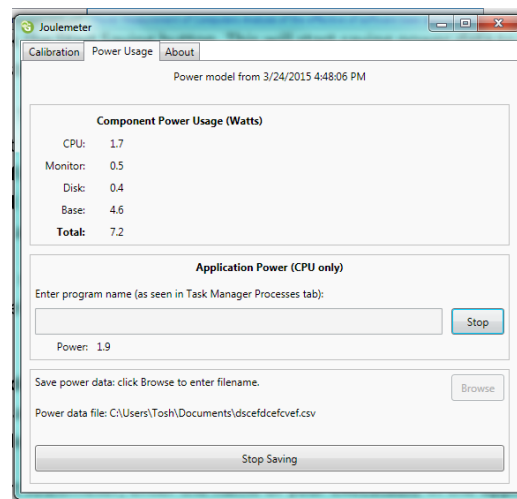 Joulemeter
Calibration Power Usage About
Power model from 3/24/2015 4:48:06 PM
Component Power Usage (Watts)
CPU: 1.7
Monitor: 0.5
Disk: 0.4
Base: 4.6
Total: 7.2
Application Power (CPU only)
Enter program name (as seen in Task Manager Processes tab):
Stop
Power: 1.9
Save power data: click Browse to enter filename.
Browse
Power data file: C:\Users\Tosh\Documents\dscefdcefcvef.csv
Stop Saving